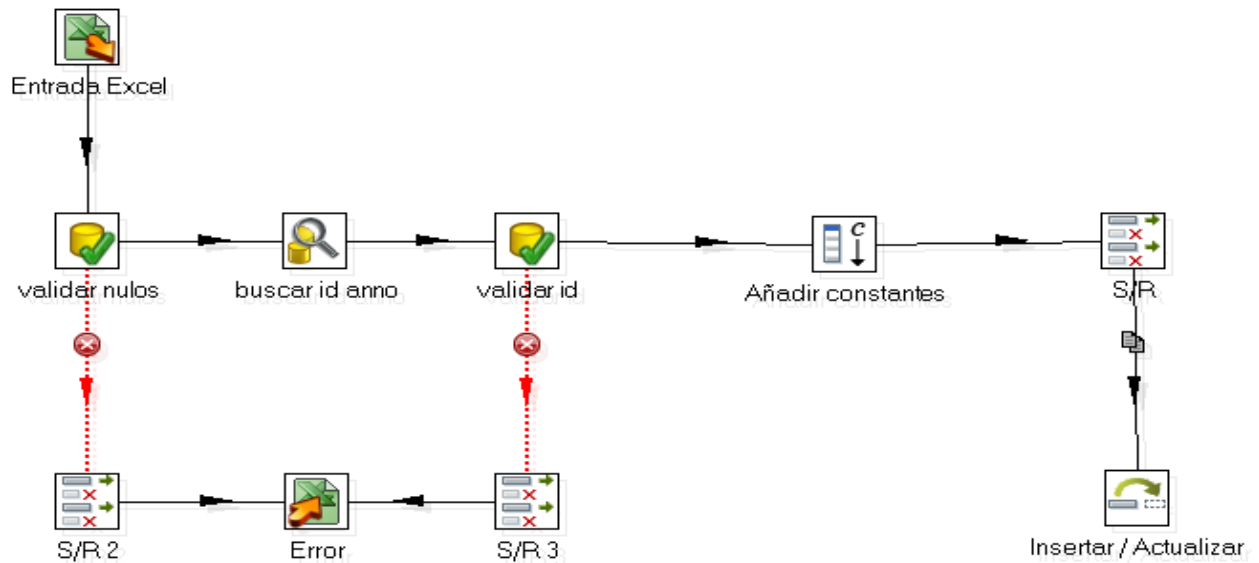 Entrada Excel
validar nulos
buscar id anno
validar id
Añadir constantes
S/R
S/R 2
Error
S/R 3
Insertar / Actualizar